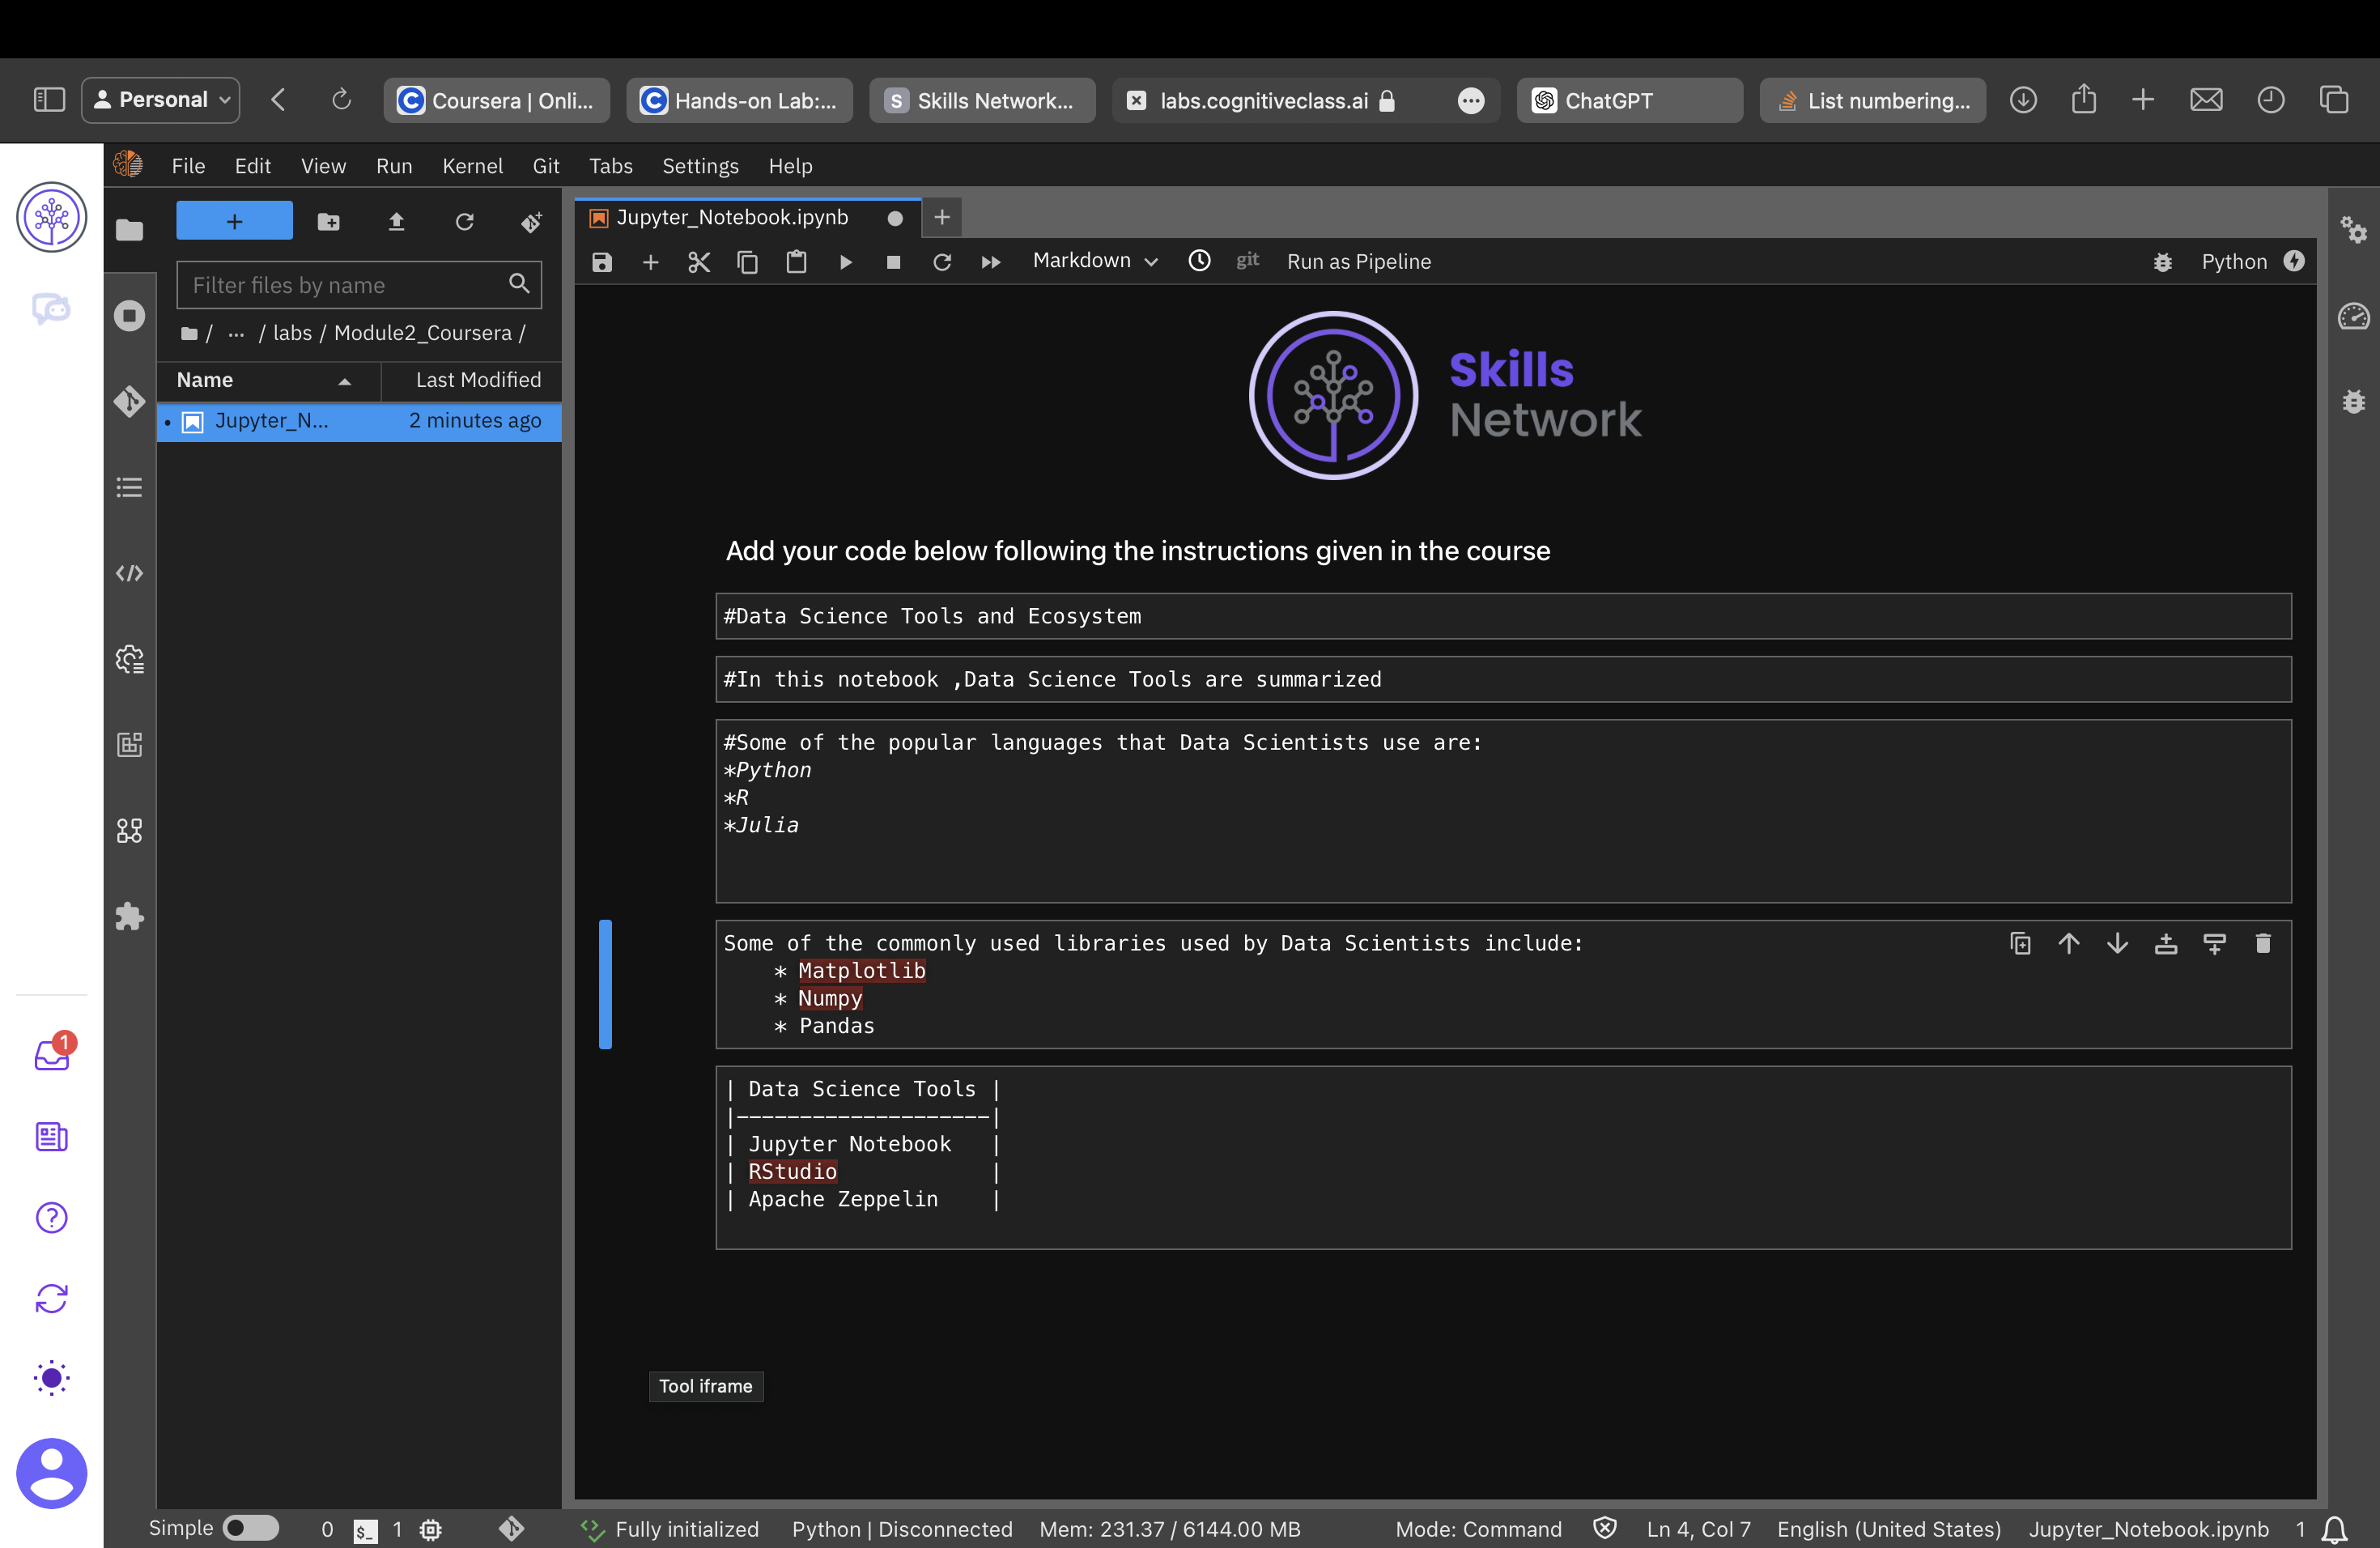 Personal
Coursera | Onli...
Hands-on Lab:...
S Skills Network...
labs.cognitiveclass.ai
ChatGPT
List numbering...
File Edit View Run Kernel Git Tabs Settings Help
Jupyter_Notebook.ipynb
Markdown
git
Run as Pipeline
Python
Filter files by name
/ ... / labs / Module2_Coursera /
Name
Last Modified
Jupyter_N...
2 minutes ago
Skills
Network
Add your code below following the instructions given in the course
#Data Science Tools and Ecosystem
#In this notebook ,Data Science Tools are summarized
#Some of the popular languages that Data Scientists use are:
*Python
*R
*Julia
Some of the commonly used libraries used by Data Scientists include:
* Matplotlib
* Numpy
* Pandas
| Data Science Tools |
|--------------------|
| Jupyter Notebook |
| RStudio |
| Apache Zeppelin |
1
Tool iframe
Simple
0
$_
1
Fully initialized
Python | Disconnected
Mem: 231.37 / 6144.00 MB
Mode: Command
Ln 4, Col 7
English (United States)
Jupyter_Notebook.ipynb
1